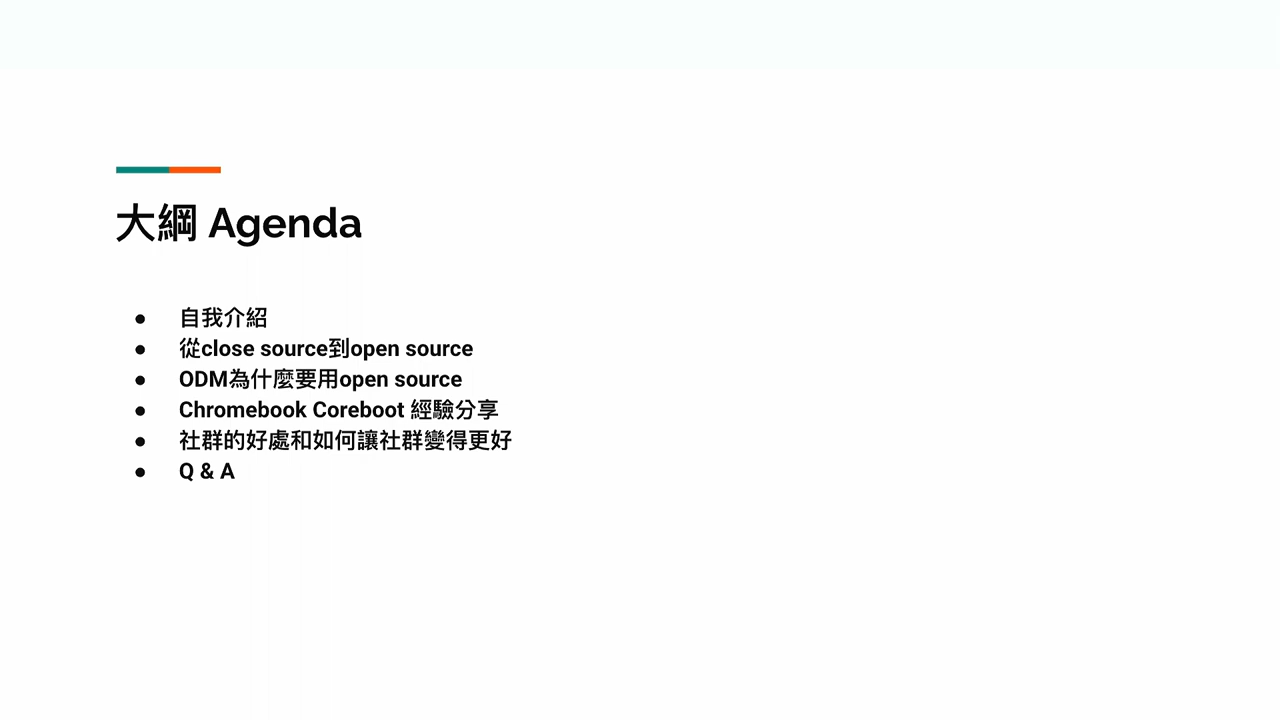 大綱 Agenda
● 自我介紹
● 從close source到open source
● ODM為什麼要用open source
● Chromebook Coreboot 經驗分享
● 社群的好處和如何讓社群變得更好
● Q & A